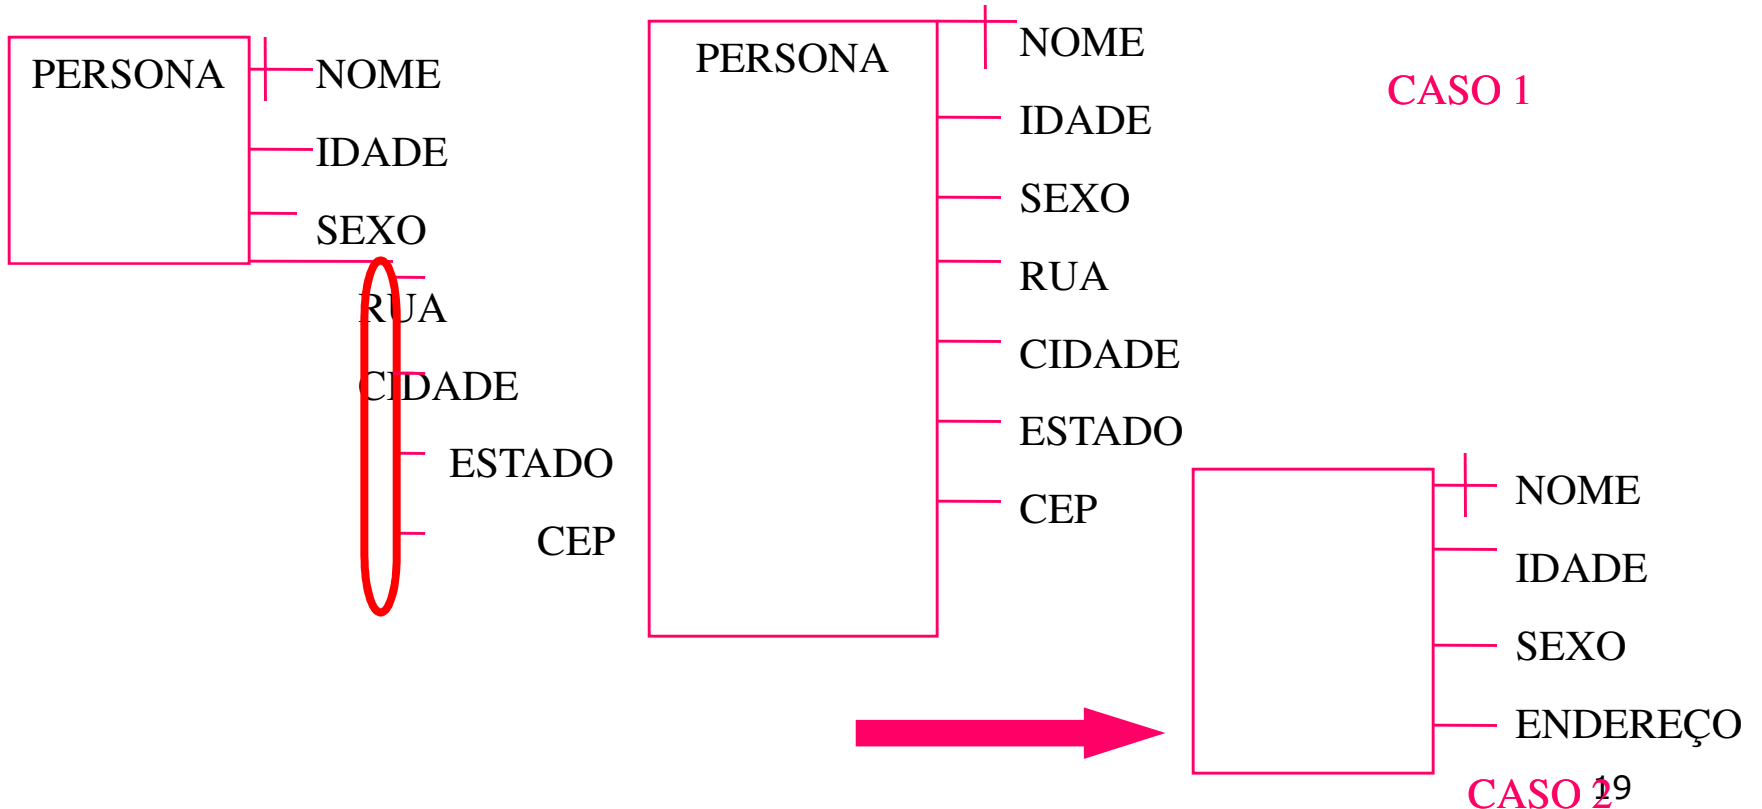 PERSONA
NOME
IDADE
SEXO
RUA
CIDADE
ESTADO
CEP
PERSONA
NOME
IDADE
SEXO
RUA
CIDADE
ESTADO
CEP
CASO 1
NOME
IDADE
SEXO
ENDEREÇO
CASO 2
19